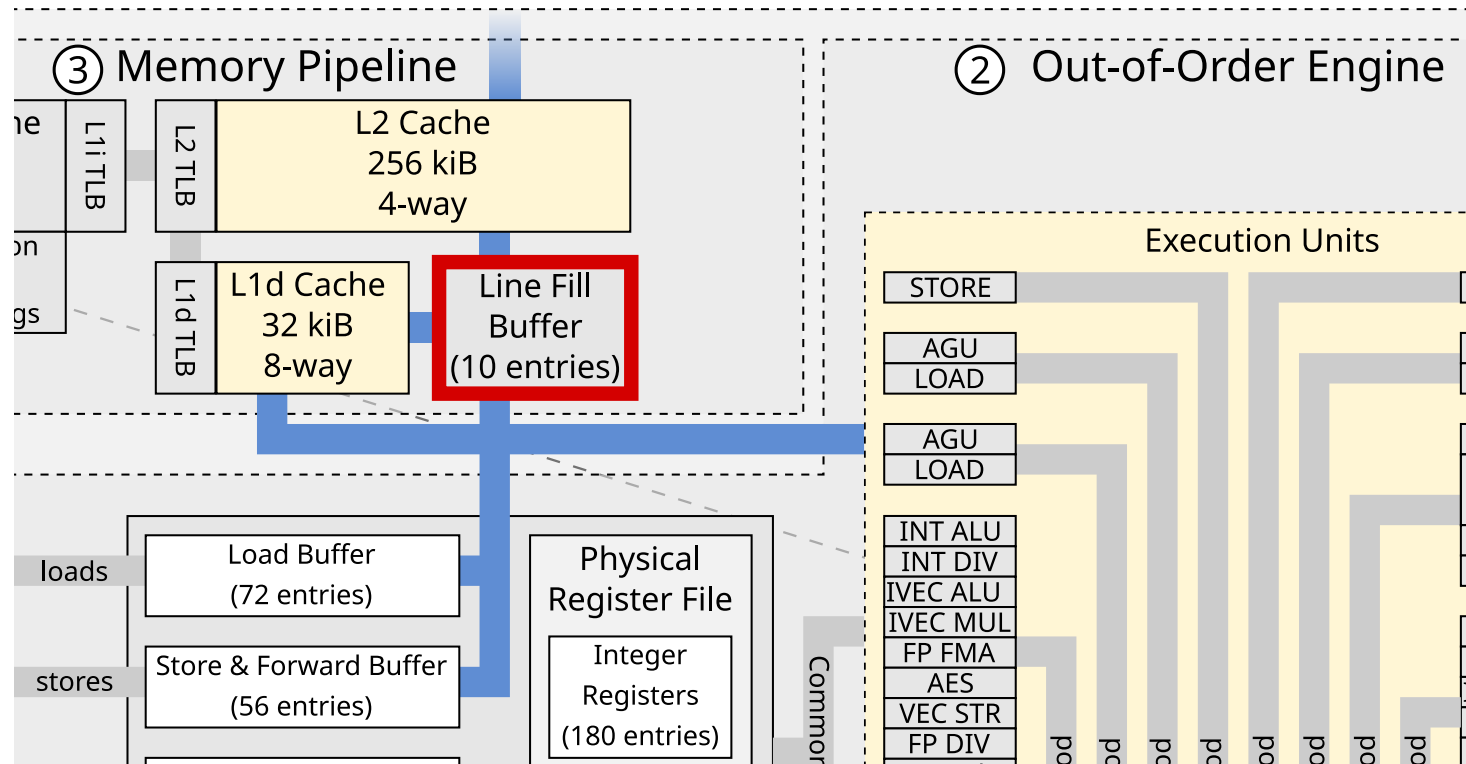 3 Memory Pipeline
2 Out-of-Order Engine
L1i TLB
L2 TLB
L2 Cache
256 kiB
4-way
L1d TLB
L1d Cache
32 kiB
8-way
Line Fill
Buffer
(10 entries)
Execution Units
STORE
AGU
LOAD
AGU
LOAD
INT ALU
INT DIV
IVEC ALU
IVEC MUL
FP FMA
AES
VEC STR
FP DIV
loads
Load Buffer
(72 entries)
stores
Store & Forward Buffer
(56 entries)
Physical
Register File
Integer
Registers
(180 entries)